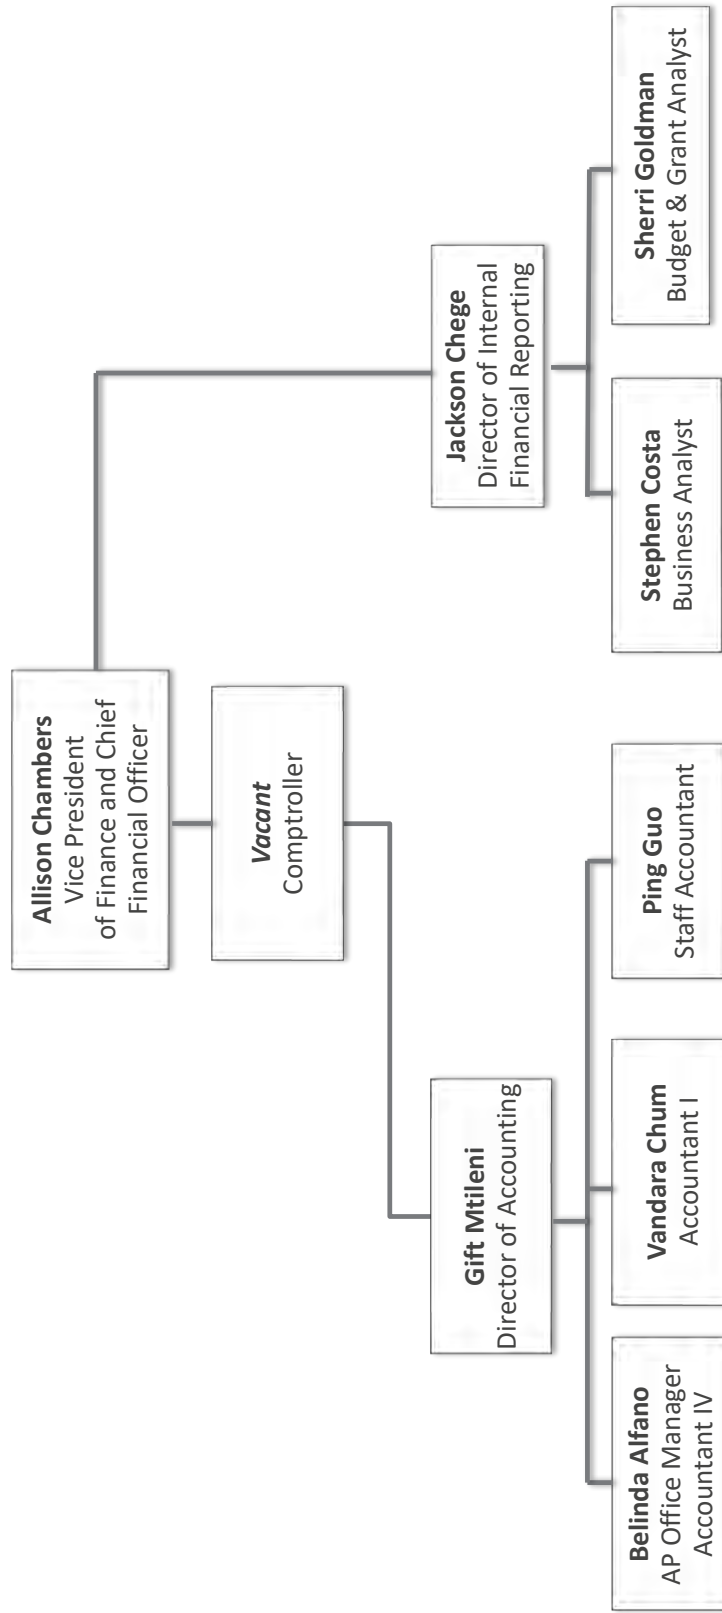 Allison Chambers
Vice President
of Finance and Chief
Financial Officer
Vacant
Comptroller
Gift Mtileni
Director of Accounting
Jackson Chege
Director of Internal
Financial Reporting
Belinda Alfano
AP Office Manager
Accountant IV
Vandara Chum
Accountant I
Ping Guo
Staff Accountant
Stephen Costa
Business Analyst
Sherri Goldman
Budget & Grant Analyst